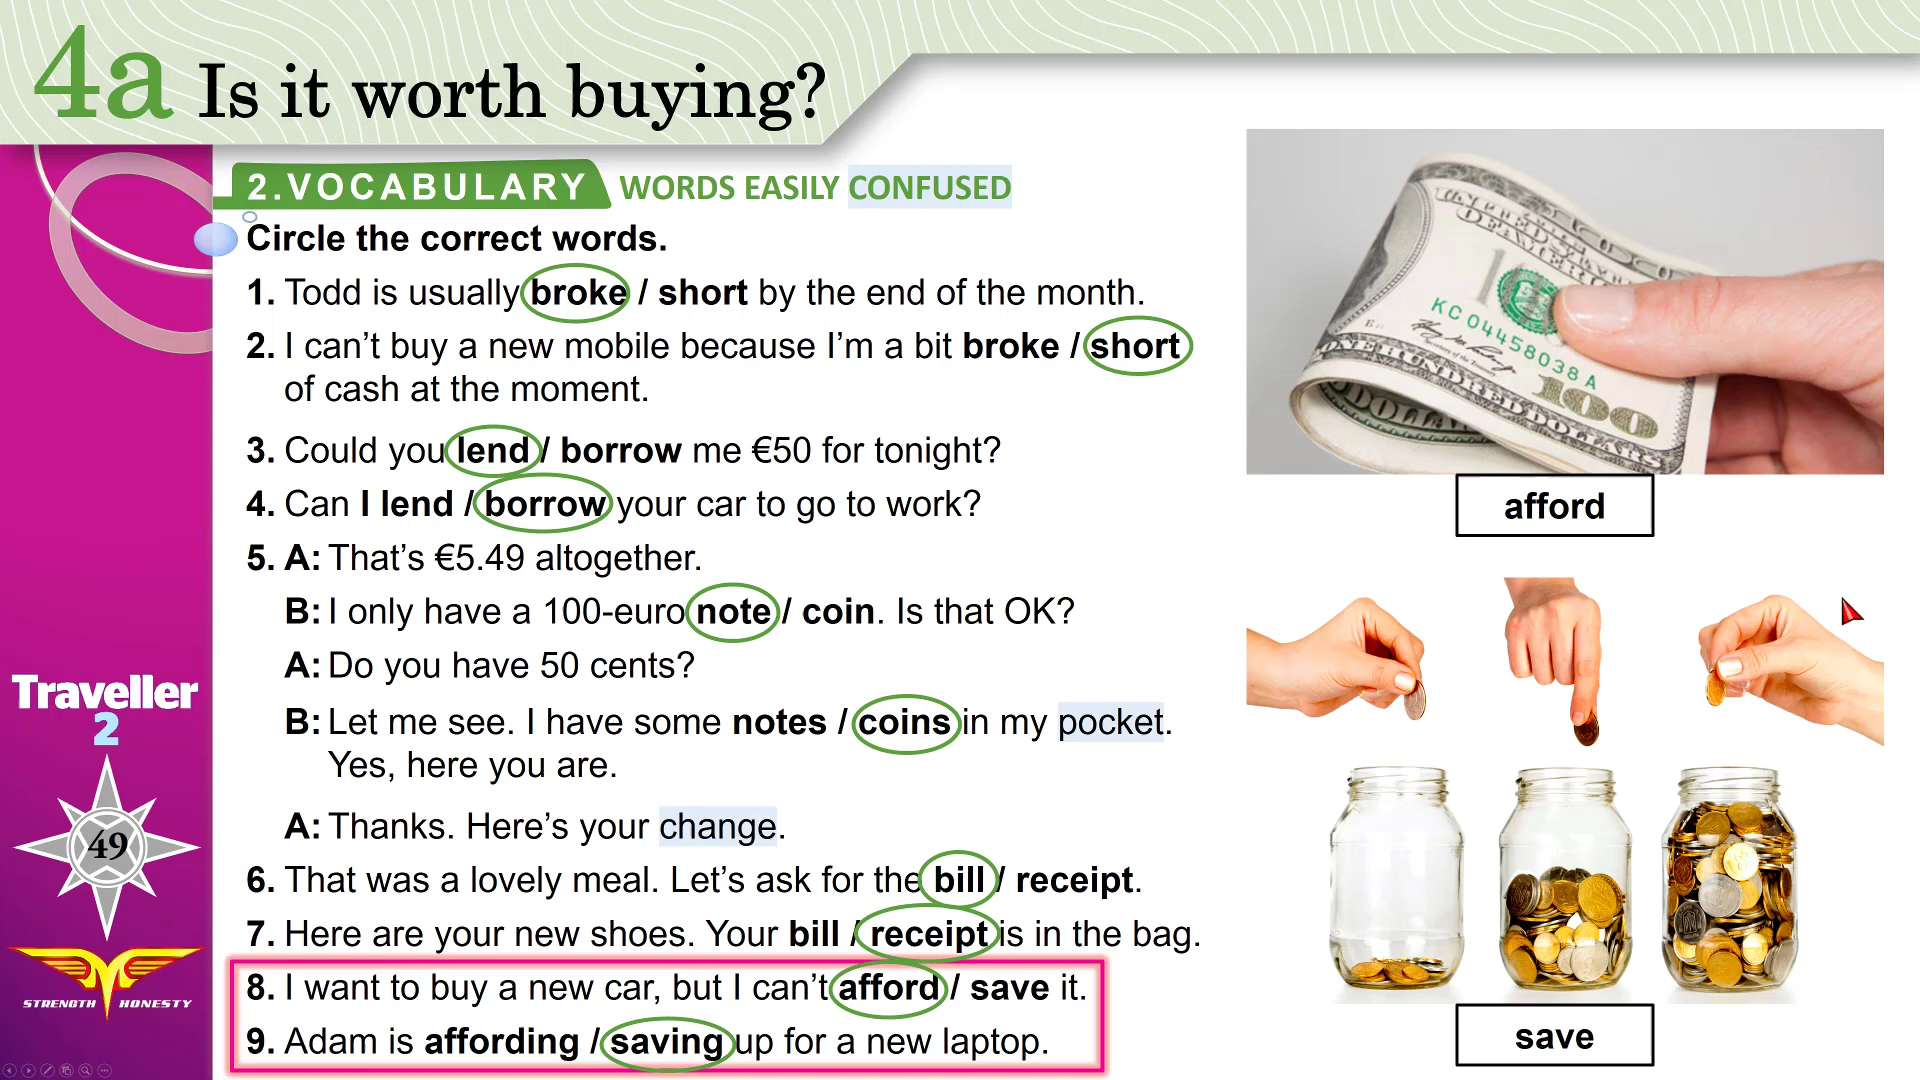 4a Is it worth buying?
2.VOCABULARY WORDS EASILY CONFUSED
Circle the correct words.
1. Todd is usually broke / short by the end of the month.
2. I can't buy a new mobile because I'm a bit broke / short
of cash at the moment.
3. Could you lend / borrow me €50 for tonight?
4. Can I lend / borrow your car to go to work?
5. A: That's €5.49 altogether.
B: I only have a 100-euro note / coin. Is that OK?
A: Do you have 50 cents?
B: Let me see. I have some notes / coins in my pocket.
Yes, here you are.
A: Thanks. Here's your change.
6. That was a lovely meal. Let's ask for the bill / receipt.
7. Here are your new shoes. Your bill / receipt is in the bag.
8. I want to buy a new car, but I can't afford / save it.
9. Adam is affording / saving up for a new laptop.
Traveller
2
49
STRENGTH HONESTY
KC 04458038 A
100
ONE HUNDRED DOLLARS
afford
save